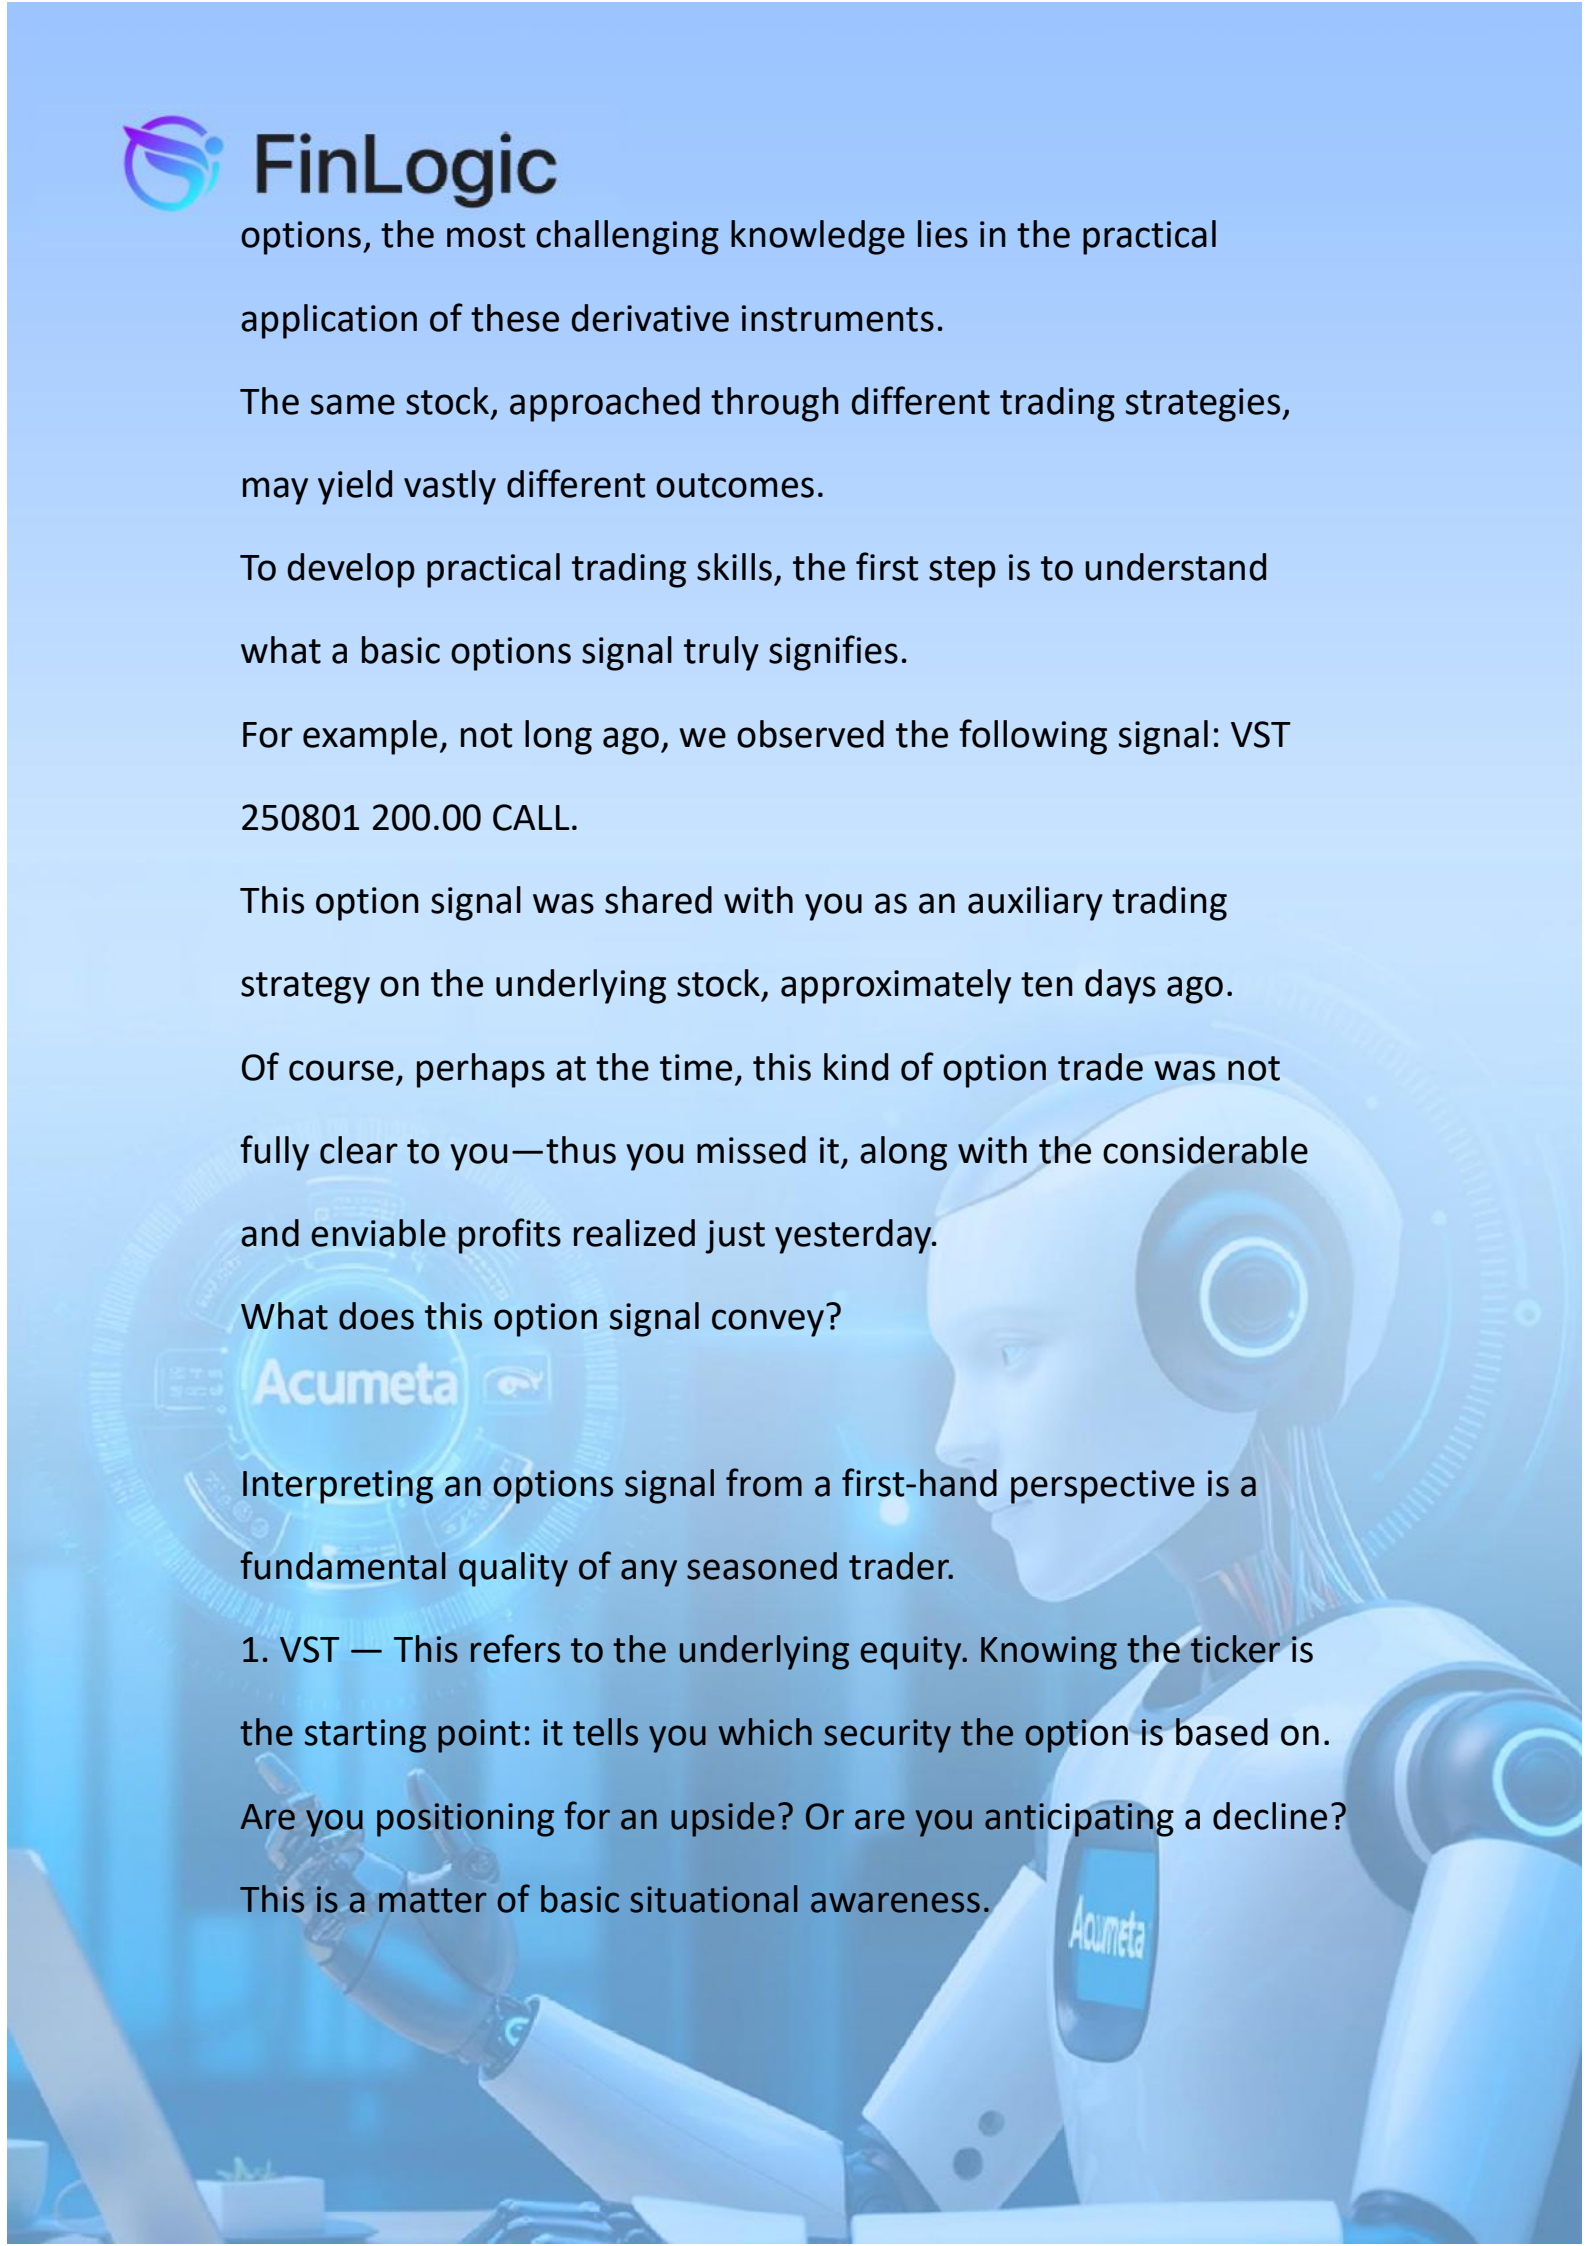 FinLogic
options, the most challenging knowledge lies in the practical
application of these derivative instruments.
The same stock, approached through different trading strategies,
may yield vastly different outcomes.
To develop practical trading skills, the first step is to understand
what a basic options signal truly signifies.
For example, not long ago, we observed the following signal: VST
250801 200.00 CALL.
This option signal was shared with you as an auxiliary trading
strategy on the underlying stock, approximately ten days ago.
Of course, perhaps at the time, this kind of option trade was not
fully clear to you—thus you missed it, along with the considerable
and enviable profits realized just yesterday.
What does this option signal convey?
Acumeta
Interpreting an options signal from a first-hand perspective is a
fundamental quality of any seasoned trader.
1. VST — This refers to the underlying equity. Knowing the ticker is
the starting point: it tells you which security the option is based on.
Are you positioning for an upside? Or are you anticipating a decline?
This is a matter of basic situational awareness.
Acumeta